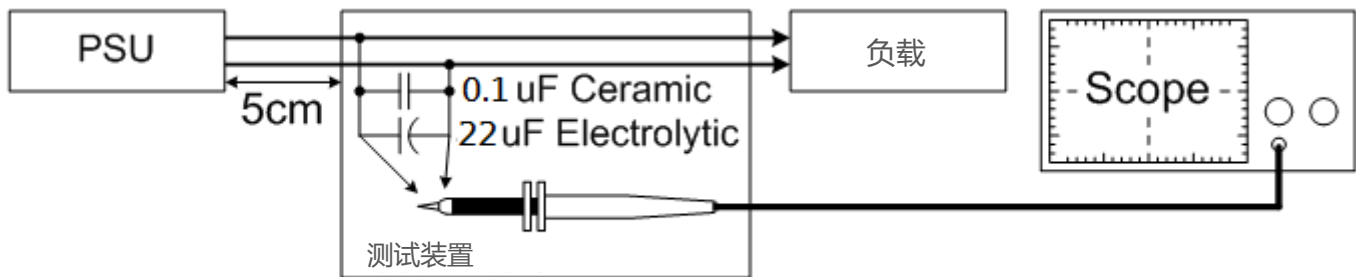 PSU
5cm
0.1 uF Ceramic
22 uF Electrolytic
测试装置
负载
Scope